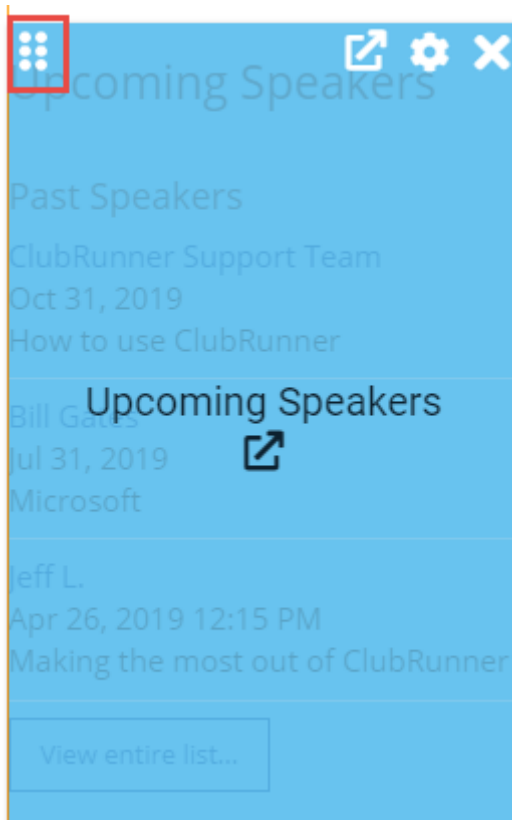 Upcoming Speakers
Past Speakers
ClubRunner Support Team
Oct 31, 2019
How to use ClubRunner
Upcoming Speakers
Bill Gates
Jul 31, 2019
Microsoft
Jeff L.
Apr 26, 2019 12:15 PM
Making the most out of ClubRunner
View entire list...